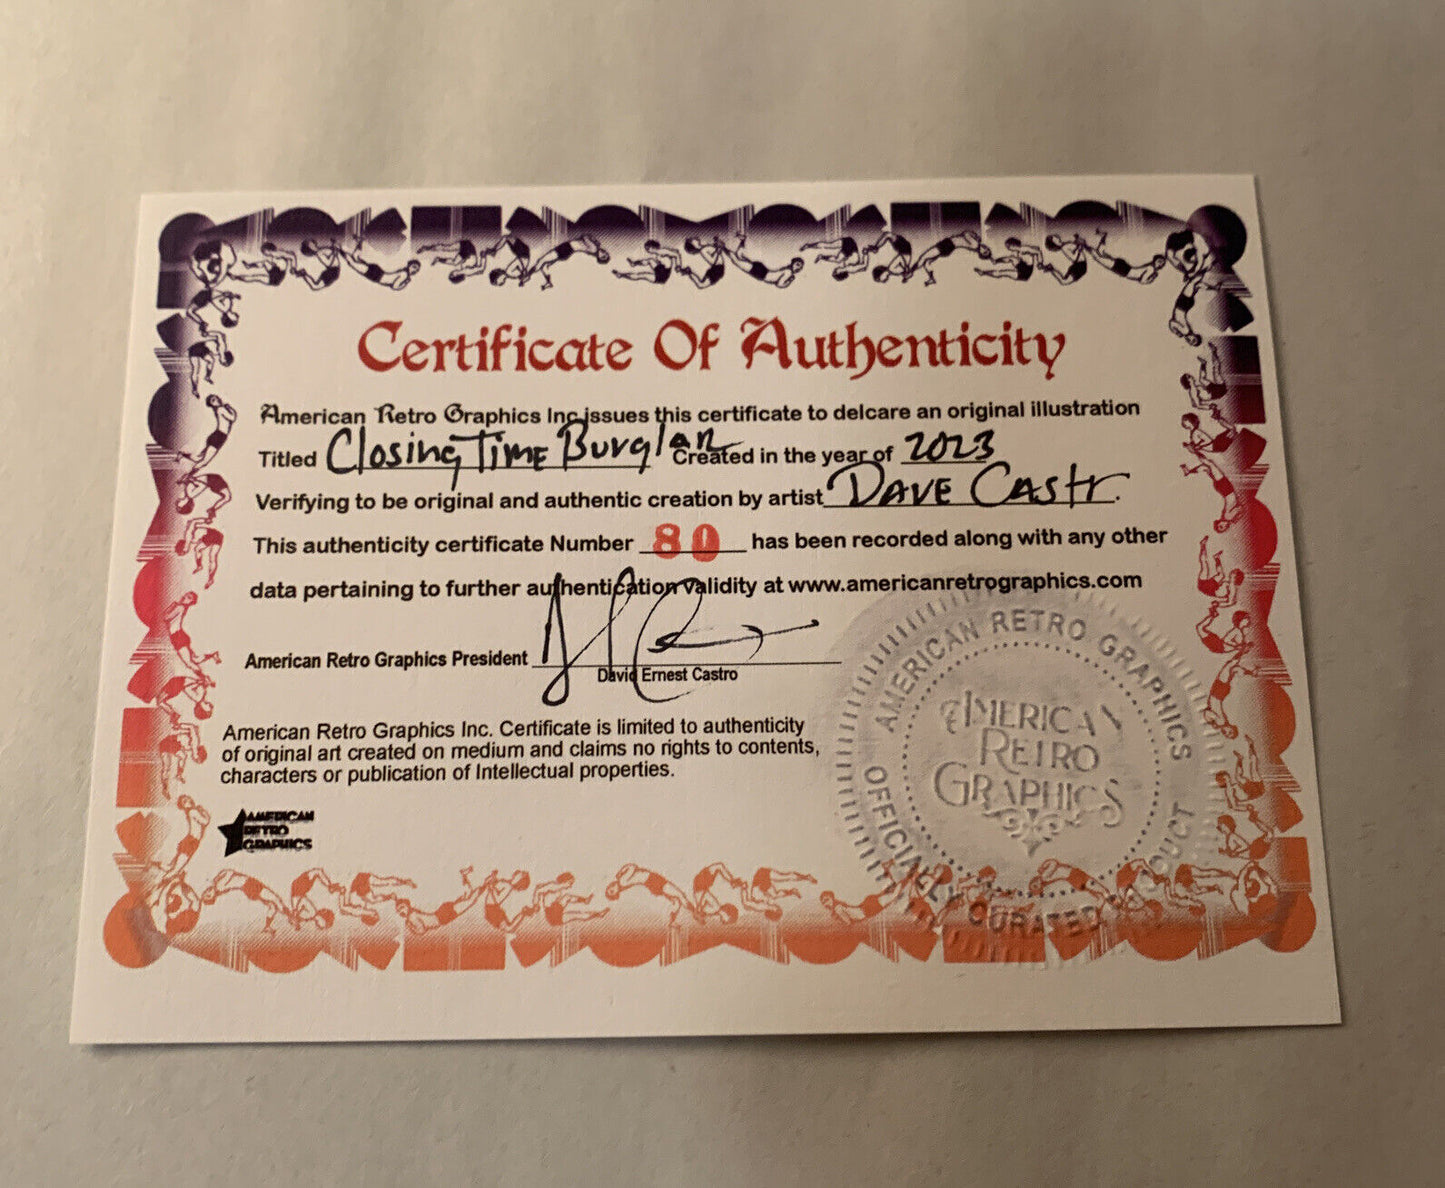 Certificate Of Authenticity
American Retro Graphics Inc issues this certificate to delcare an original illustration
Titled Closing Time Burglar Created in the year of 2023
Verifying to be original and authentic creation by artist Dave Castr.
This authenticity certificate Number 80 has been recorded along with any other
data pertaining to further authentication validity at www.americanretrographics.com
American Retro Graphics President
David Ernest Castro
American Retro Graphics Inc. Certificate is limited to authenticity
of original art created on medium and claims no rights to contents,
characters or publication of Intellectual properties.
AMERICAN
RETRO
GRAPHICS
AMERICAN RETRO GRAPHICS
AMERICAN
RETRO
GRAPHICS
OFFICIALLY CURATED PRODUCT